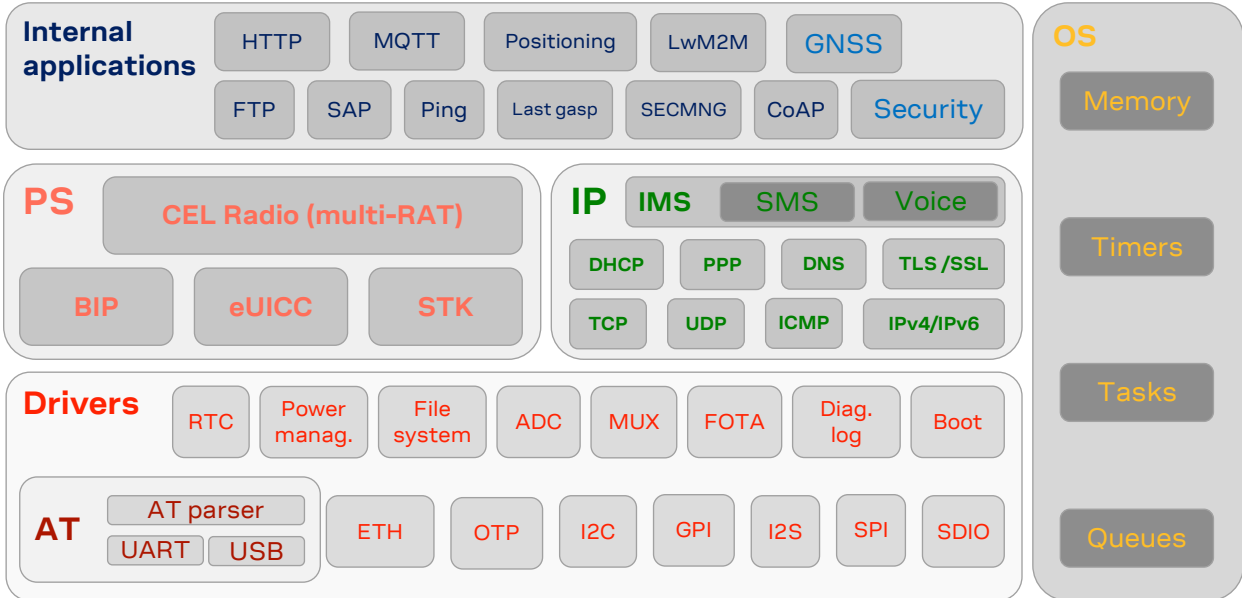 Internal
applications
HTTP
MQTT
Positioning
LwM2M
GNSS
FTP
SAP
Ping
Last gasp
SECMNG
CoAP
Security
PS
CEL Radio (multi-RAT)
BIP
eUICC
STK
IP
IMS
SMS
Voice
DHCP
PPP
DNS
TLS /SSL
TCP
UDP
ICMP
IPv4/IPv6
Drivers
RTC
Power
manag.
File
system
ADC
MUX
FOTA
Diag.
log
Boot
AT
AT parser
UART
USB
ETH
OTP
I2C
GPI
I2S
SPI
SDIO
OS
Memory
Timers
Tasks
Queues